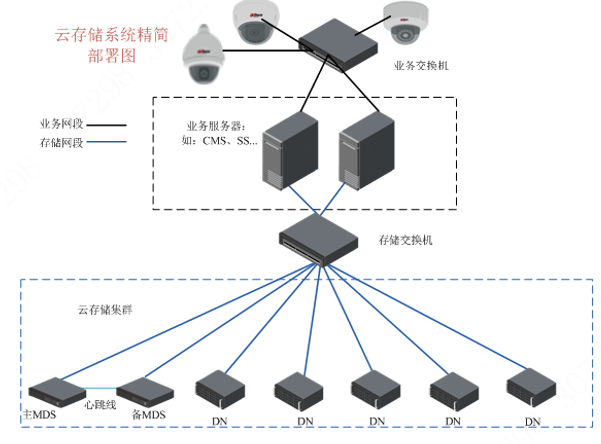 云存储系统精简
部署图
业务交换机
业务网段
存储网段
业务服务器：
如：CMS、SS...
存储交换机
云存储集群
主MDS
心跳线
备MDS
DN
DN
DN
DN
DN